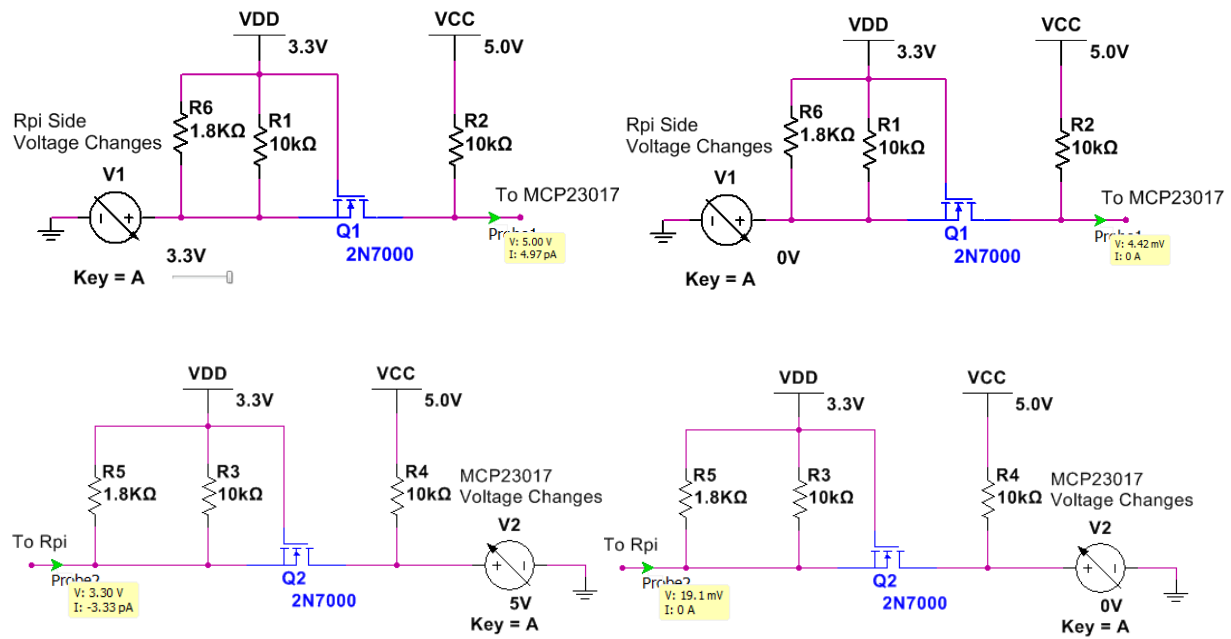 VDD
3.3V
VCC
5.0V
R6
1.8KΩ
R1
10kΩ
R2
10kΩ
Rpi Side
Voltage Changes
V1
To MCP23017
Q1
2N7000
Probe1
V: 5.00 V
I: 4.97 pA
3.3V
Key = A
VDD
3.3V
VCC
5.0V
R6
1.8KΩ
R1
10kΩ
R2
10kΩ
Rpi Side
Voltage Changes
V1
To MCP23017
Q1
2N7000
Probe1
V: 4.42 mV
I: 0 A
0V
Key = A
VDD
3.3V
VCC
5.0V
R5
1.8KΩ
R3
10kΩ
R4
10kΩ
MCP23017
Voltage Changes
V2
To Rpi
Probe2
V: 3.30 V
I: -3.33 pA
Q2
2N7000
5V
Key = A
VDD
3.3V
VCC
5.0V
R5
1.8KΩ
R3
10kΩ
R4
10kΩ
MCP23017
Voltage Changes
V2
To Rpi
Probe2
V: 19.1 mV
I: 0 A
Q2
2N7000
0V
Key = A